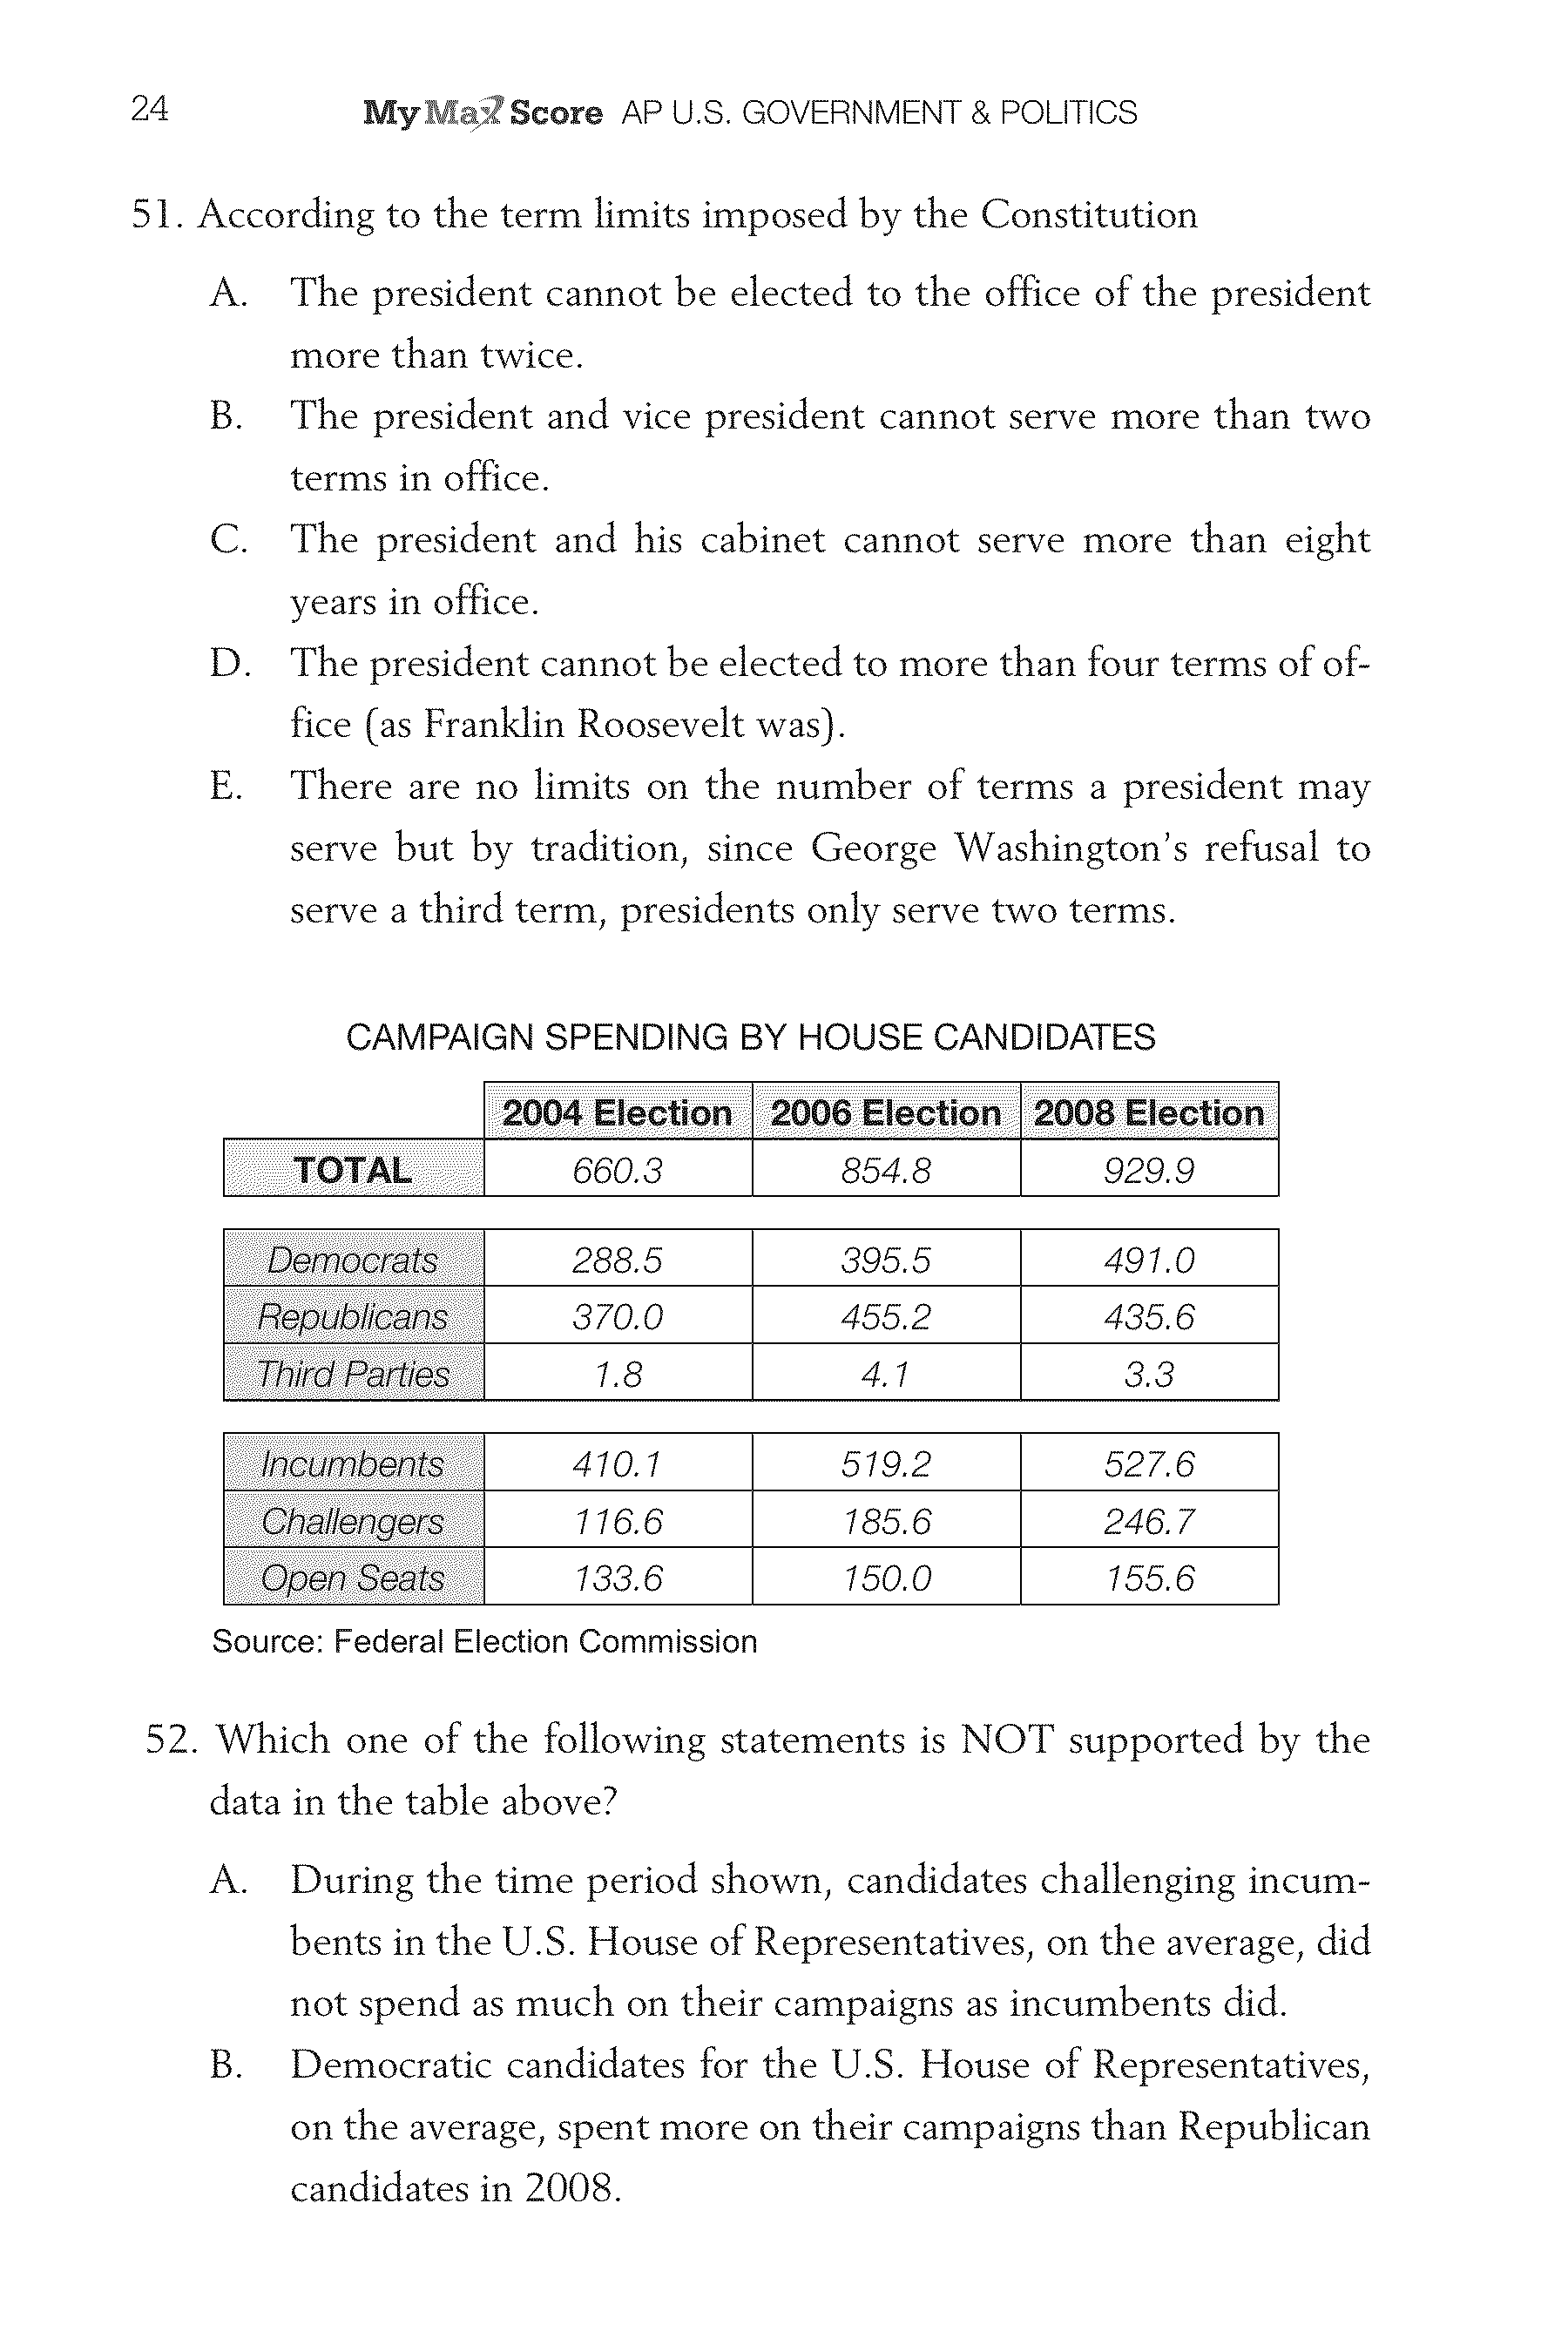 24 MyMaxScore AP U.S. GOVERNMENT & POLITICS
51. According to the term limits imposed by the Constitution
A. The president cannot be elected to the office of the president
more than twice.
B. The president and vice president cannot serve more than two
terms in office.
C. The president and his cabinet cannot serve more than eight
years in office.
D. The president cannot be elected to more than four terms of of-
fice (as Franklin Roosevelt was).
E. There are no limits on the number of terms a president may
serve but by tradition, since George Washington's refusal to
serve a third term, presidents only serve two terms.
CAMPAIGN SPENDING BY HOUSE CANDIDATES
2004 Election 2006 Election 2008 Election
TOTAL 660.3 854.8 929.9
Democrats 288.5 395.5 491.0
Republicans 370.0 455.2 435.6
Third Parties 1.8 4.1 3.3
Incumbents 410.1 519.2 527.6
Challengers 116.6 185.6 246.7
Open Seats 133.6 150.0 155.6
Source: Federal Election Commission
52. Which one of the following statements is NOT supported by the
data in the table above?
A. During the time period shown, candidates challenging incum-
bents in the U.S. House of Representatives, on the average, did
not spend as much on their campaigns as incumbents did.
B. Democratic candidates for the U.S. House of Representatives,
on the average, spent more on their campaigns than Republican
candidates in 2008.